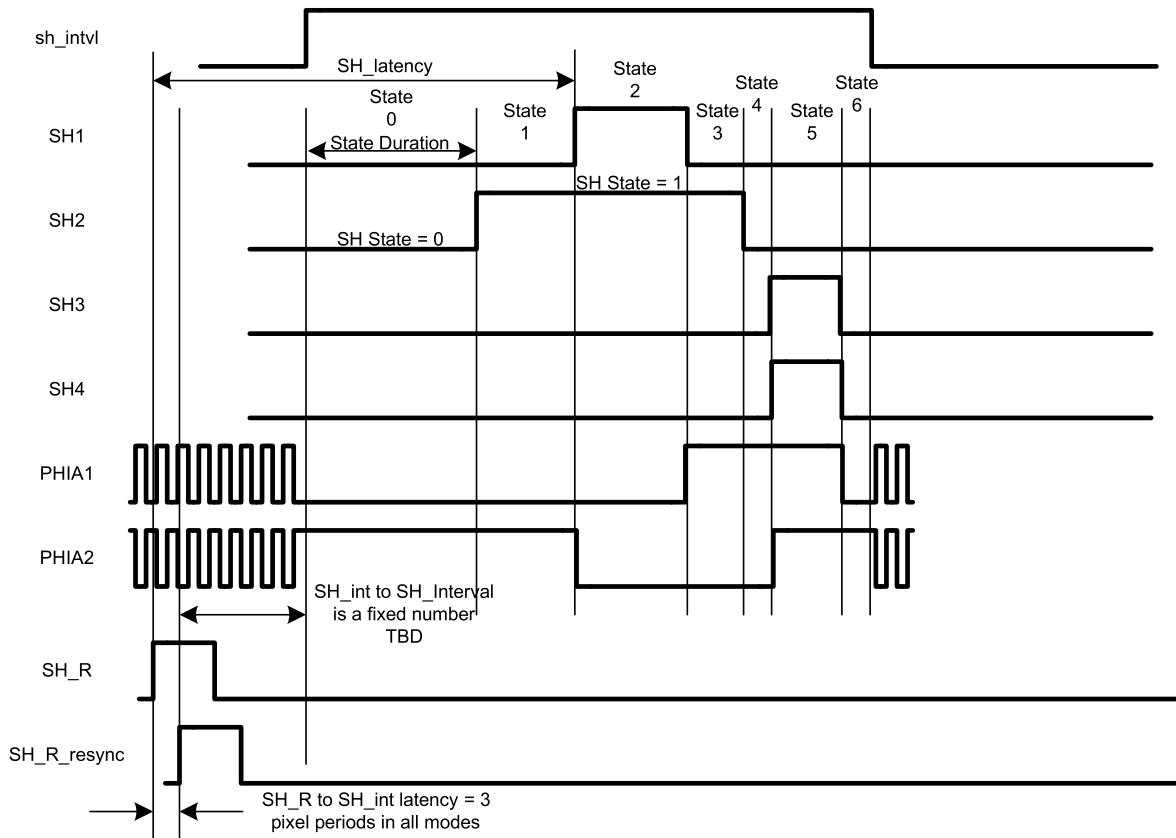 sh_intvl
SH_latency
State
0
State Duration
State
1
State
2
State
3
State
4
State
5
State
6
SH1
SH State = 1
SH2
SH State = 0
SH3
SH4
PHIA1
PHIA2
SH_int to SH_Interval
is a fixed number
TBD
SH_R
SH_R_resync
SH_R to SH_int latency = 3
pixel periods in all modes